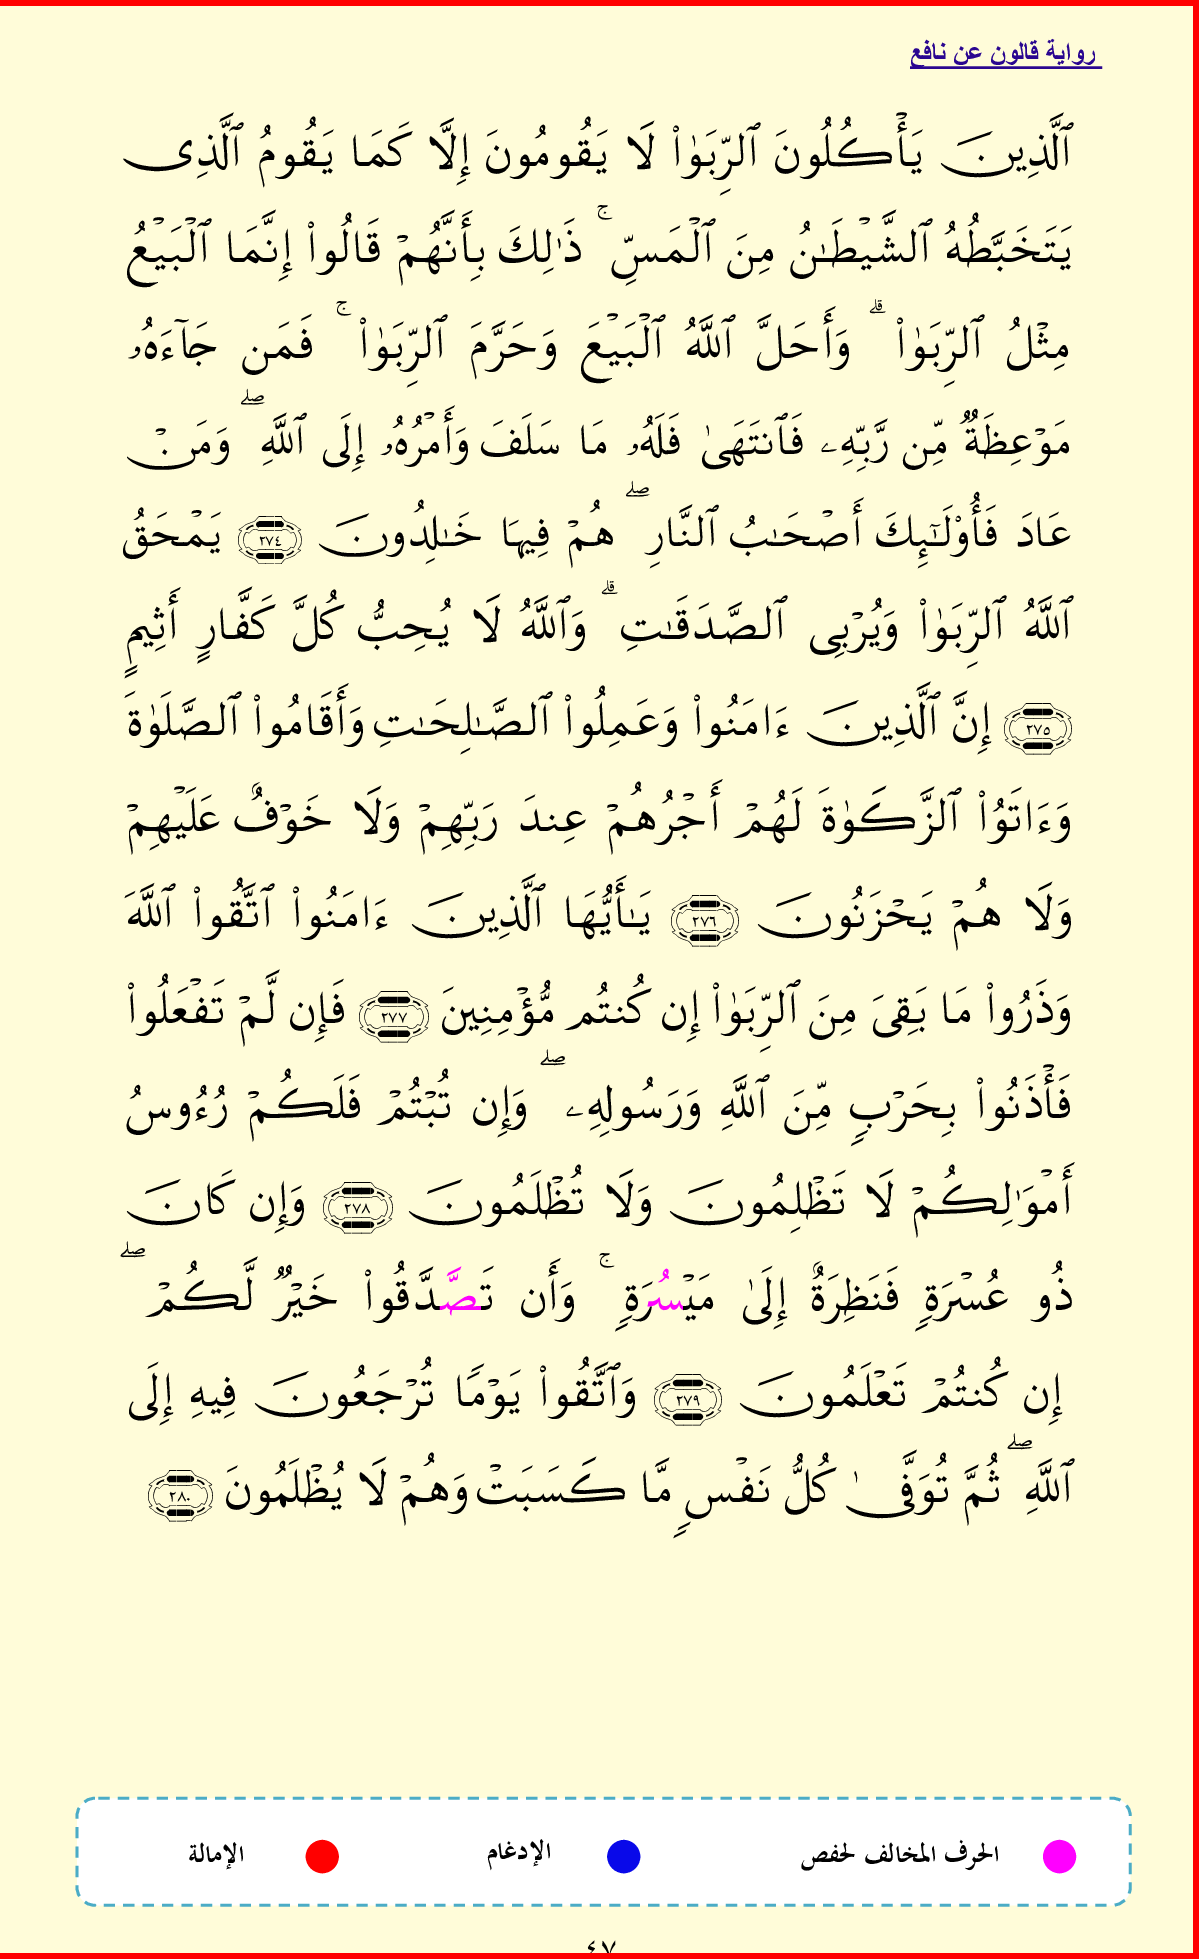 رواية قالون عن نافع
ٱلَّذِينَ يَأۡكُلُونَ ٱلرِّبَوٰاْ لَا يَقُومُونَ إِلَّا كَمَا يَقُومُ ٱلَّذِى
يَتَخَبَّطُهُ ٱلشَّيۡطَٰنُ مِنَ ٱلۡمَسِّۚ ذَٰلِكَ بِأَنَّهُمۡ قَالُواْ إِنَّمَا ٱلۡبَيۡعُ
مِثۡلُ ٱلرِّبَوٰاْۗ وَأَحَلَّ ٱللَّهُ ٱلۡبَيۡعَ وَحَرَّمَ ٱلرِّبَوٰاْۚ فَمَن جَآءَهُۥ
مَوۡعِظَةٌ مِّن رَّبِّهِۦ فَٱنتَهَىٰ فَلَهُۥ مَا سَلَفَ وَأَمۡرُهُۥ إِلَى ٱللَّهِۖ وَمَنۡ
عَادَ فَأُوْلَٰٓئِكَ أَصۡحَٰبُ ٱلنَّارِۖ هُمۡ فِيهَا خَٰلِدُونَ ٢٧٤ يَمۡحَقُ
ٱللَّهُ ٱلرِّبَوٰاْ وَيُرۡبِى ٱلصَّدَقَٰتِۗ وَٱللَّهُ لَا يُحِبُّ كُلَّ كَفَّارٍ أَثِيمٍ
٢٧٥ إِنَّ ٱلَّذِينَ ءَامَنُواْ وَعَمِلُواْ ٱلصَّٰلِحَٰتِ وَأَقَامُواْ ٱلصَّلَوٰةَ
وَءَاتَوُاْ ٱلزَّكَوٰةَ لَهُمۡ أَجۡرُهُمۡ عِندَ رَبِّهِمۡ وَلَا خَوۡفٌ عَلَيۡهِمۡ
وَلَا هُمۡ يَحۡزَنُونَ ٢٧٦ يَٰأَيُّهَا ٱلَّذِينَ ءَامَنُواْ ٱتَّقُواْ ٱللَّهَ
وَذَرُواْ مَا بَقِىَ مِنَ ٱلرِّبَوٰاْ إِن كُنتُم مُّؤۡمِنِينَ ٢٧٧ فَإِن لَّمۡ تَفۡعَلُواْ
فَأۡذَنُواْ بِحَرۡبٍ مِّنَ ٱللَّهِ وَرَسُولِهِۦۖ وَإِن تُبۡتُمۡ فَلَكُمۡ رُءُوسُ
أَمۡوَٰلِكُمۡ لَا تَظۡلِمُونَ وَلَا تُظۡلَمُونَ ٢٧٨ وَإِن كَانَ
ذُو عُسۡرَةٍ فَنَظِرَةٌ إِلَىٰ مَيۡسُرَةٍۚ وَأَن تَصَّدَّقُواْ خَيۡرٌ لَّكُمۡۖ
إِن كُنتُمۡ تَعۡلَمُونَ ٢٧٩ وَٱتَّقُواْ يَوۡمًا تُرۡجَعُونَ فِيهِ إِلَى
ٱللَّهِۖ ثُمَّ تُوَفَّىٰ كُلُّ نَفۡسٍ مَّا كَسَبَتۡ وَهُمۡ لَا يُظۡلَمُونَ ٢٨٠
الحرف المخالف لحفص الإدغام الإمالة
٤٧